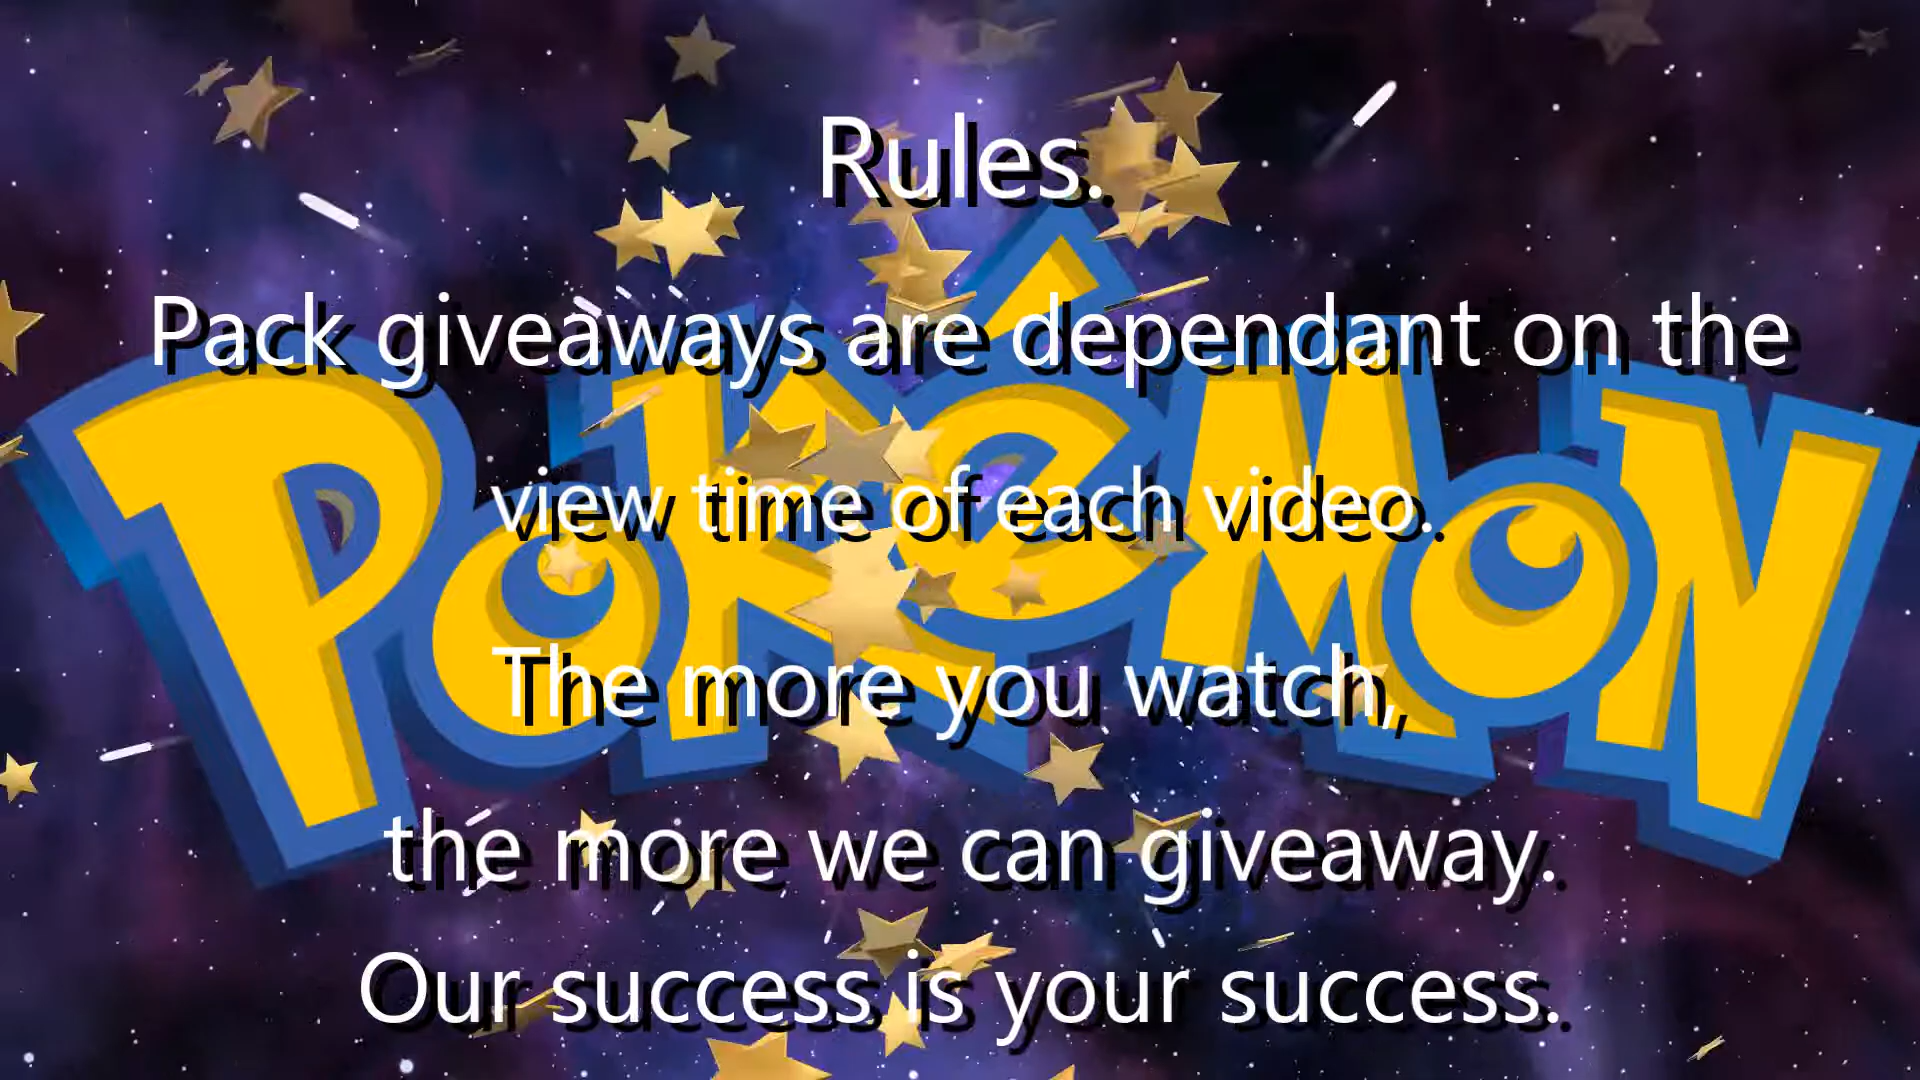 Rules.
Pack giveaways are dependant on the
POKéMON
view time of each video.
The more you watch,
the more we can giveaway.
Our success is your success.